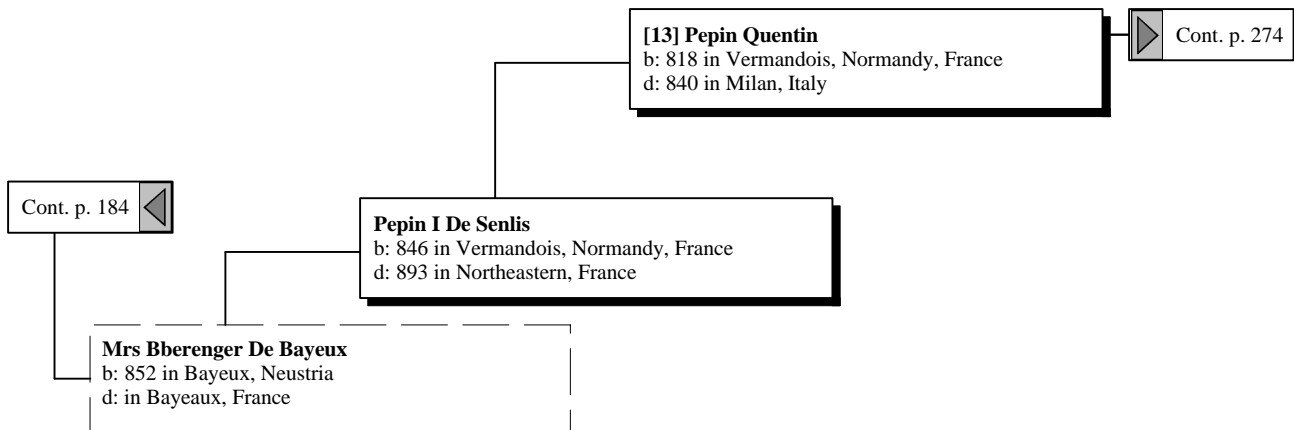 [13] Pepin Quentin
b: 818 in Vermandois, Normandy, France
d: 840 in Milan, Italy
Cont. p. 274
Cont. p. 184
Pepin I De Senlis
b: 846 in Vermandois, Normandy, France
d: 893 in Northeastern, France
Mrs Bberenger De Bayeux
b: 852 in Bayeux, Neustria
d: in Bayeaux, France